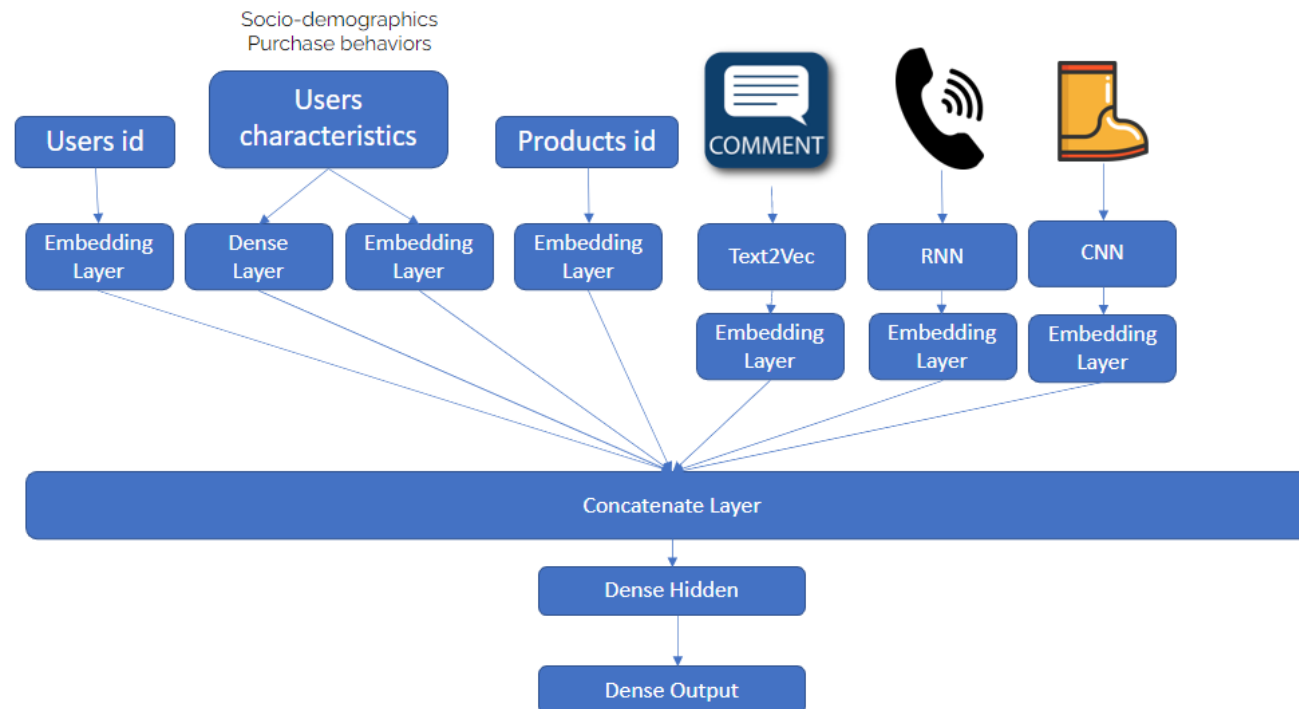 Socio-demographics
Purchase behaviors
Users id
Users
characteristics
Products id
COMMENT
Embedding
Layer
Dense
Layer
Embedding
Layer
Embedding
Layer
Text2Vec
RNN
CNN
Embedding
Layer
Embedding
Layer
Embedding
Layer
Concatenate Layer
Dense Hidden
Dense Output